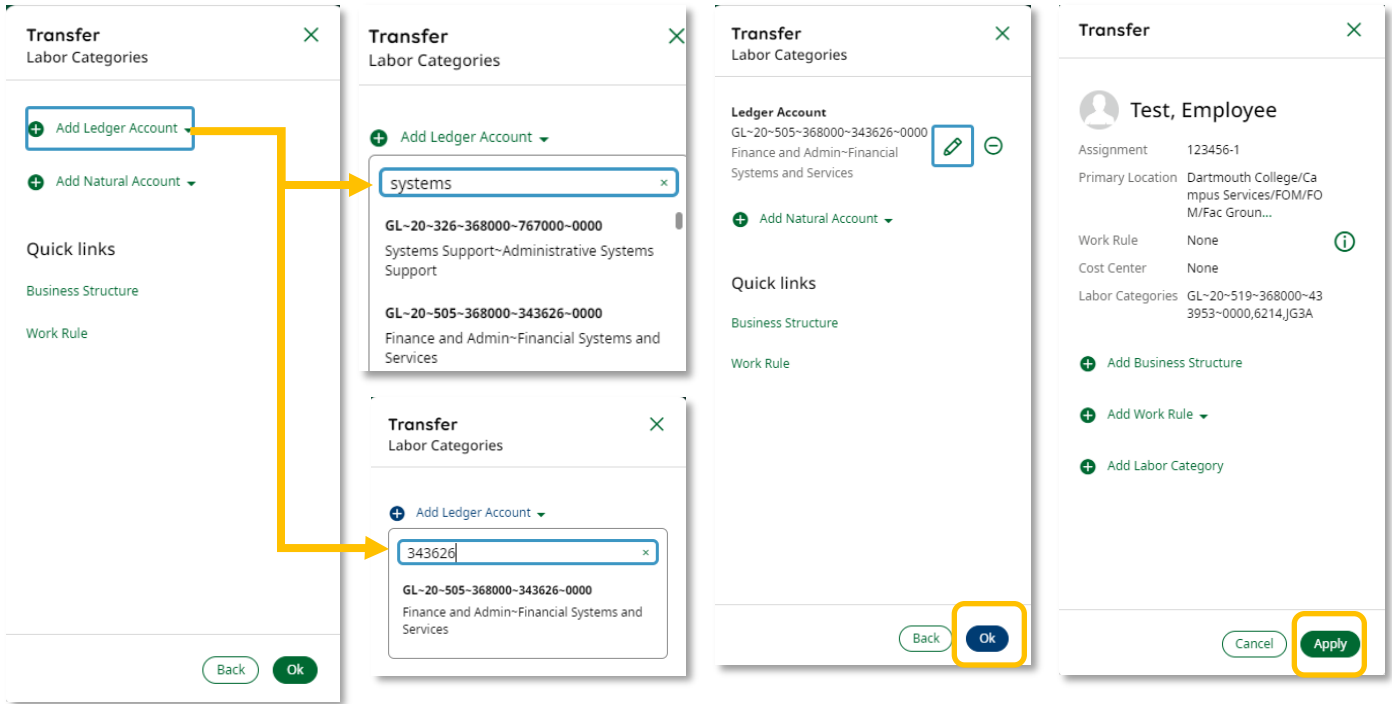 Transfer
Labor Categories
Add Ledger Account
Add Natural Account
Quick links
Business Structure
Work Rule
Back
Ok
Transfer
Labor Categories
Add Ledger Account
systems
GL~20~326~368000~767000~0000
Systems Support~Administrative Systems
Support
GL~20~505~368000~343626~0000
Finance and Admin~Financial Systems and
Services
Transfer
Labor Categories
Add Ledger Account
343626
GL~20~505~368000~343626~0000
Finance and Admin~Financial Systems and
Services
Transfer
Labor Categories
Ledger Account
GL~20~505~368000~343626~0000
Finance and Admin~Financial
Systems and Services
Add Natural Account
Quick links
Business Structure
Work Rule
Back
Ok
Transfer
Test, Employee
Assignment 123456-1
Primary Location Dartmouth College/Ca
mpus Services/FOM/FO
M/Fac Groun...
Work Rule None
Cost Center None
Labor Categories GL~20~519~368000~43
3953~0000,6214,JG3A
Add Business Structure
Add Work Rule
Add Labor Category
Cancel
Apply